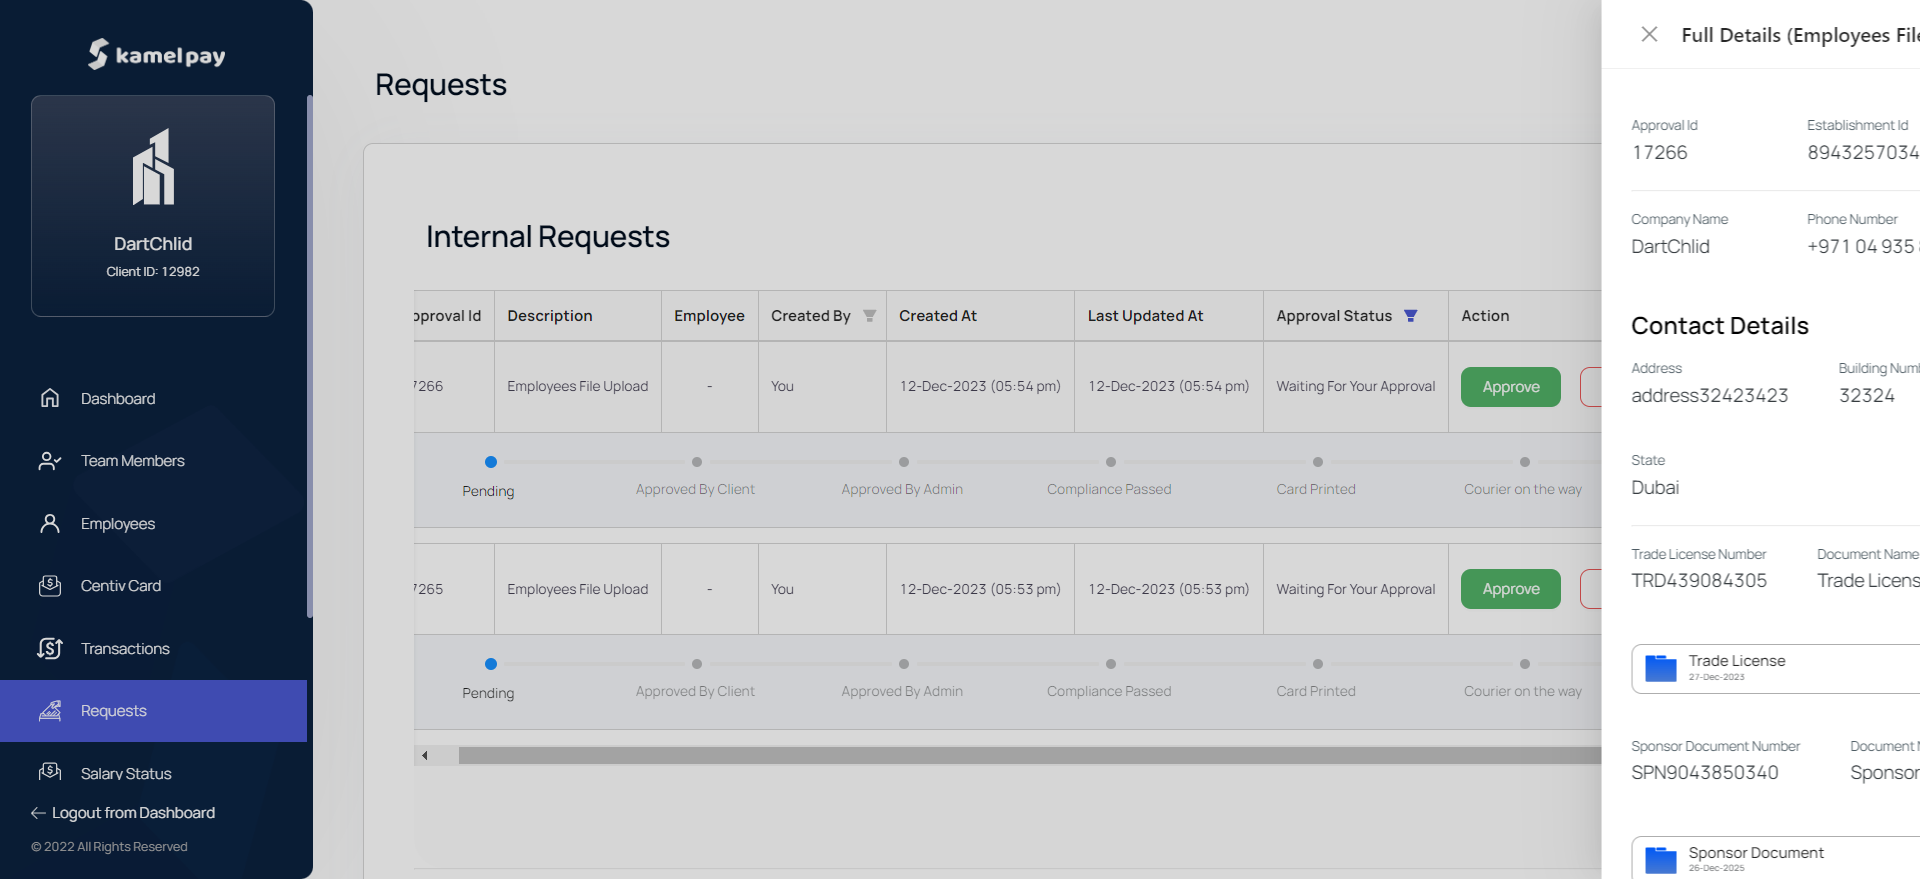 kamelpay
DartChlid
Client ID: 12982
Dashboard
Team Members
Employees
Centiv Card
Transactions
Requests
Salary Status
Logout from Dashboard
© 2022 All Rights Reserved
Requests
Internal Requests
pproval Id Description Employee Created By Created At Last Updated At Approval Status Action
7266 Employees File Upload - You 12-Dec-2023 (05:54 pm) 12-Dec-2023 (05:54 pm) Waiting For Your Approval Approve
Pending Approved By Client Approved By Admin Compliance Passed Card Printed Courier on the way
7265 Employees File Upload - You 12-Dec-2023 (05:53 pm) 12-Dec-2023 (05:53 pm) Waiting For Your Approval Approve
Pending Approved By Client Approved By Admin Compliance Passed Card Printed Courier on the way
Full Details (Employees File
Approval Id Establishment Id
17266 8943257034
Company Name Phone Number
DartChlid +971 04 935
Contact Details
Address Building Numb
address32423423 32324
State
Dubai
Trade License Number Document Name
TRD439084305 Trade Licens
Trade License
27-Dec-2023
Sponsor Document Number Document N
SPN9043850340 Sponsor
Sponsor Document
26-Dec-2025